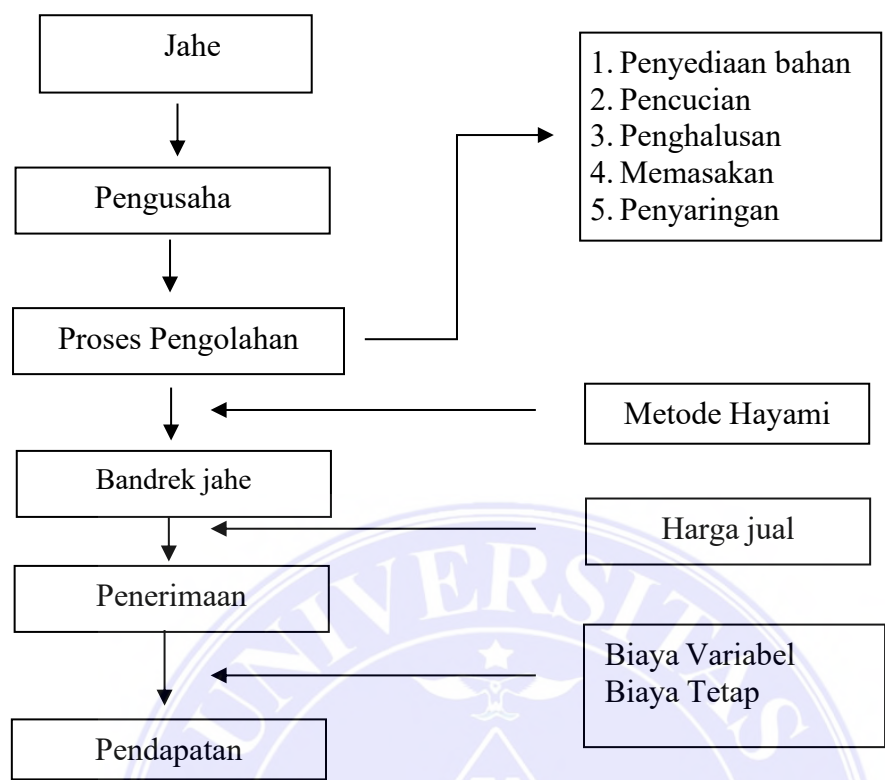 Jahe
1. Penyediaan bahan
2. Pencucian
3. Penghalusan
4. Memasakan
5. Penyaringan
Pengusaha
Proses Pengolahan
Metode Hayami
Bandrek jahe
Harga jual
Penerimaan
Biaya Variabel
Biaya Tetap
Pendapatan
UNIVERSITAS